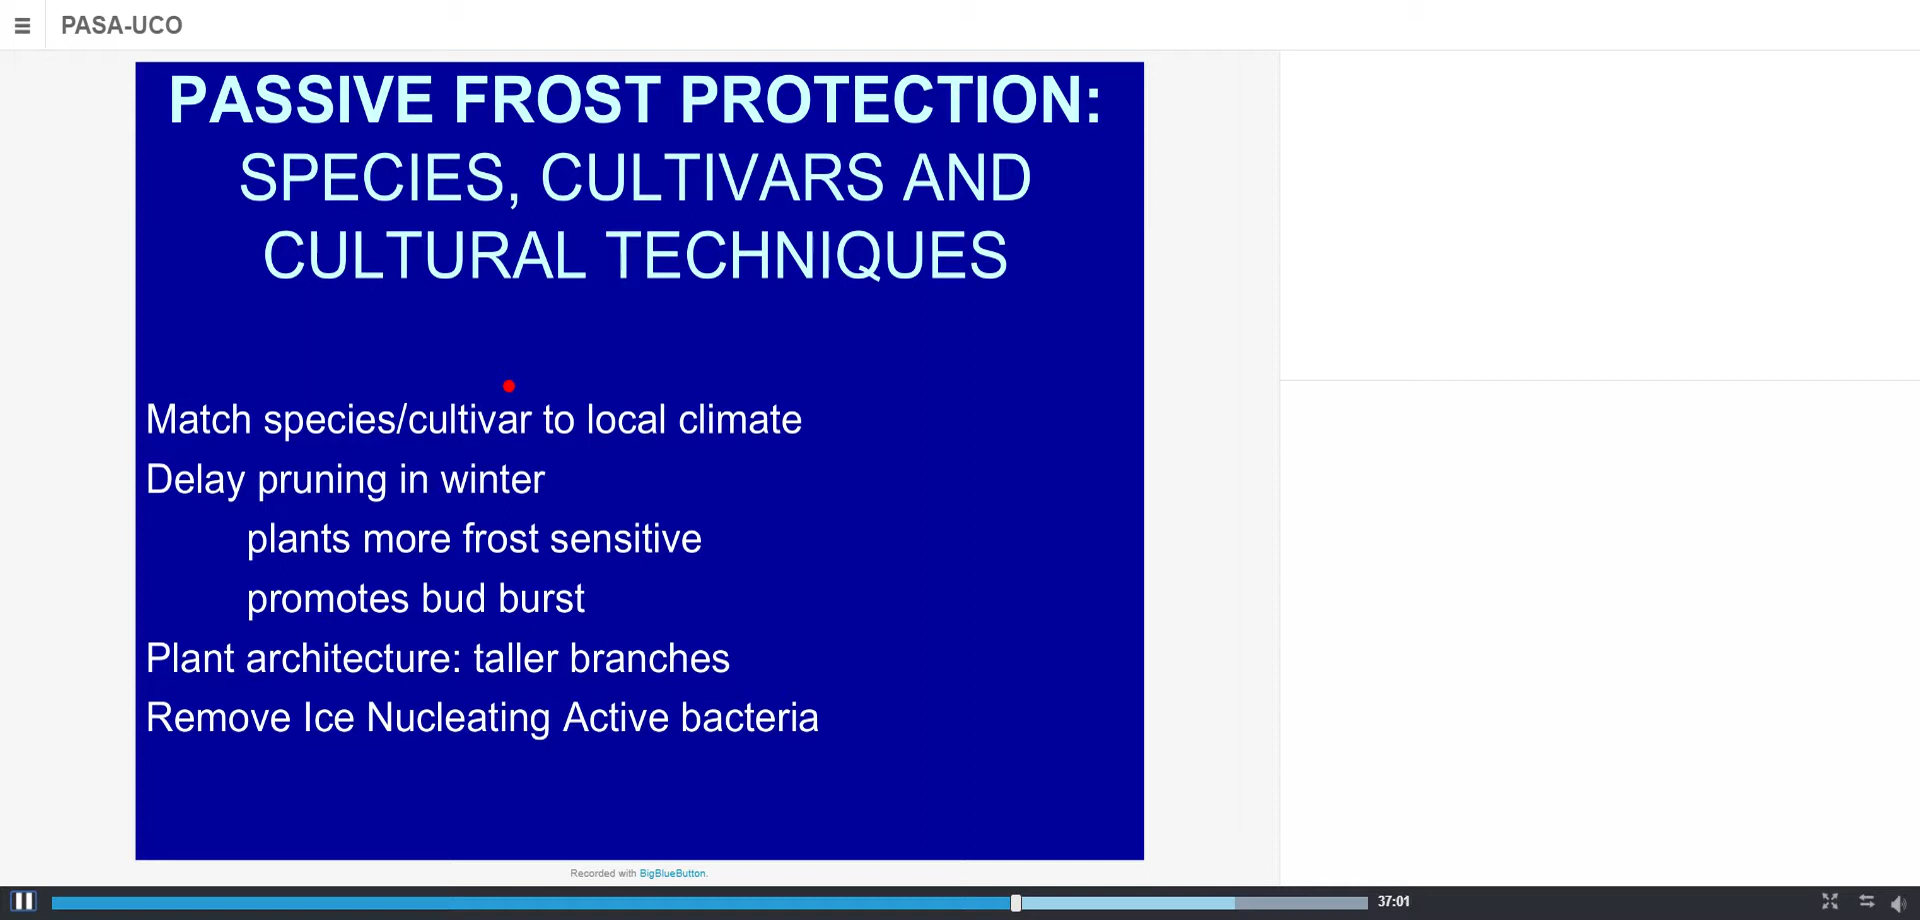 PASA-UCO
PASSIVE FROST PROTECTION:
SPECIES, CULTIVARS AND
CULTURAL TECHNIQUES
Match species/cultivar to local climate
Delay pruning in winter
plants more frost sensitive
promotes bud burst
Plant architecture: taller branches
Remove Ice Nucleating Active bacteria
Recorded with BigBlueButton.
37:01